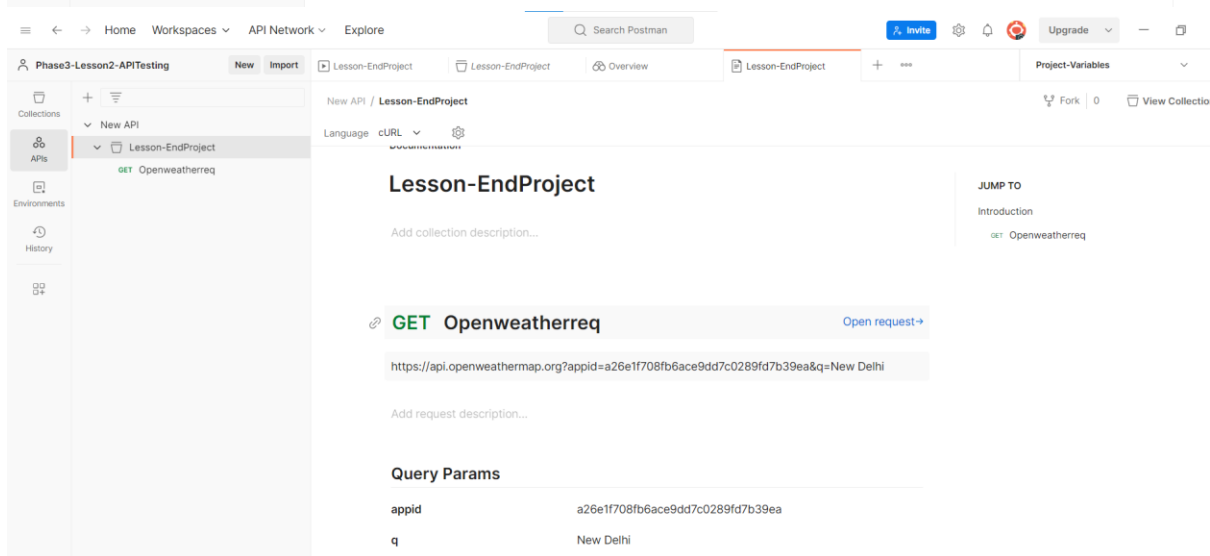 Home Workspaces API Network Explore Search Postman Invite Upgrade
Phase3-Lesson2-APITesting New Import Lesson-EndProject Lesson-EndProject Overview Lesson-EndProject Project-Variables
Collections
APIs
Environments
History
New API
Lesson-EndProject
GET Openweatherreq
New API / Lesson-EndProject Fork 0 View Collectio
Language cURL
Documentation
Lesson-EndProject
Add collection description...
GET Openweatherreq Open request→
https://api.openweathermap.org?appid=a26e1f708fb6ace9dd7c0289fd7b39ea&q=New Delhi
Add request description...
Query Params
appid a26e1f708fb6ace9dd7c0289fd7b39ea
q New Delhi
JUMP TO
Introduction
GET Openweatherreq